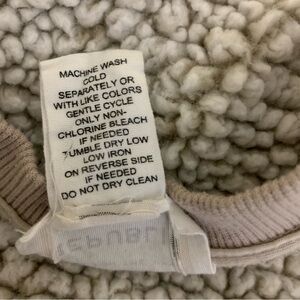 MACHINE WASH
COLD
SEPARATELY OR
WITH LIKE COLORS
GENTLE CYCLE
ONLY NON-
CHLORINE BLEACH
IF NEEDED
TUMBLE DRY LOW
LOW IRON
ON REVERSE SIDE
IF NEEDED
DO NOT DRY CLEAN